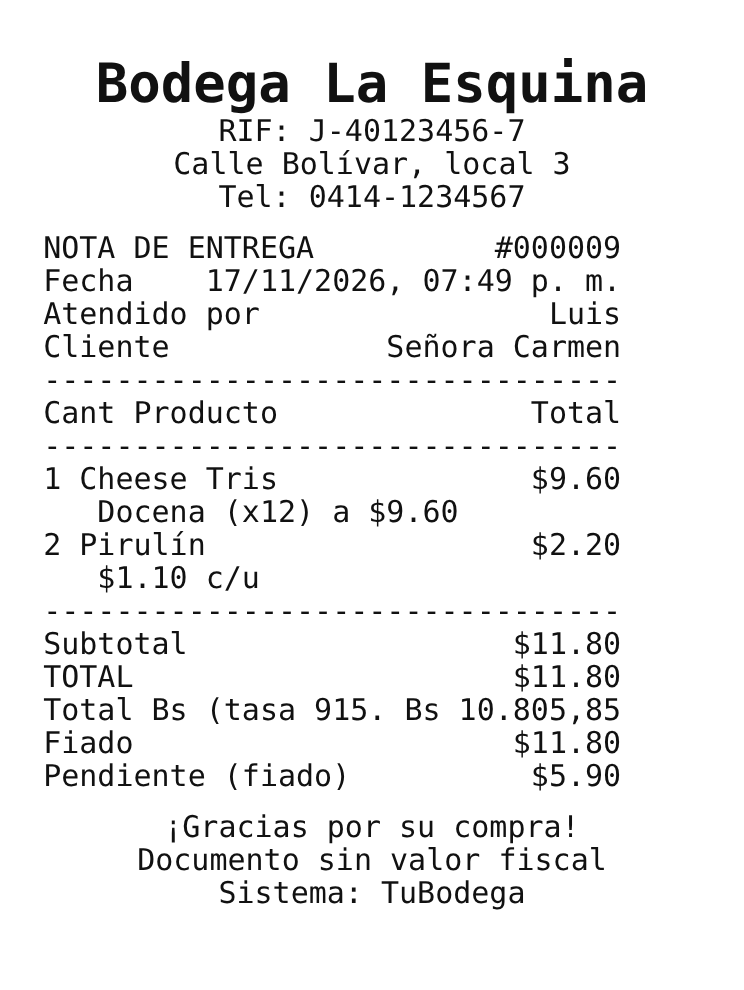 Bodega La Esquina
RIF: J-40123456-7
Calle Bolívar, local 3
Tel: 0414-1234567
NOTA DE ENTREGA #000009
Fecha 17/11/2026, 07:49 p. m.
Atendido por Luis
Cliente Señora Carmen
--------------------------------
Cant Producto Total
--------------------------------
1 Cheese Tris $9.60
Docena (x12) a $9.60
2 Pirulín $2.20
$1.10 c/u
--------------------------------
Subtotal $11.80
TOTAL $11.80
Total Bs (tasa 915. Bs 10.805,85
Fiado $11.80
Pendiente (fiado) $5.90
¡Gracias por su compra!
Documento sin valor fiscal
Sistema: TuBodega